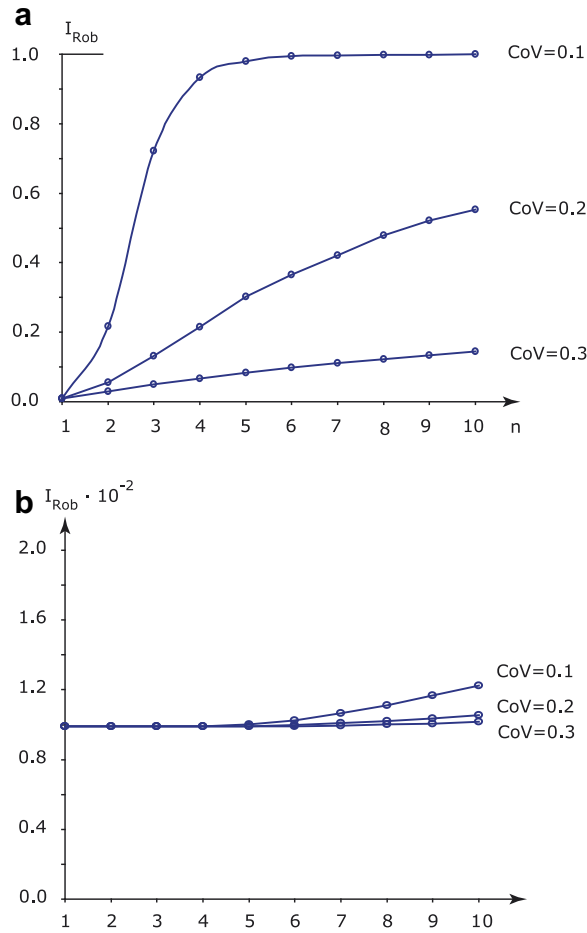 a
I_Rob
1.0
0.8
0.6
0.4
0.2
0.0
CoV=0.1
CoV=0.2
CoV=0.3
1 2 3 4 5 6 7 8 9 10 n
b
I_Rob · 10^-2
2.0
1.6
1.2
0.8
0.4
0.0
CoV=0.1
CoV=0.2
CoV=0.3
1 2 3 4 5 6 7 8 9 10